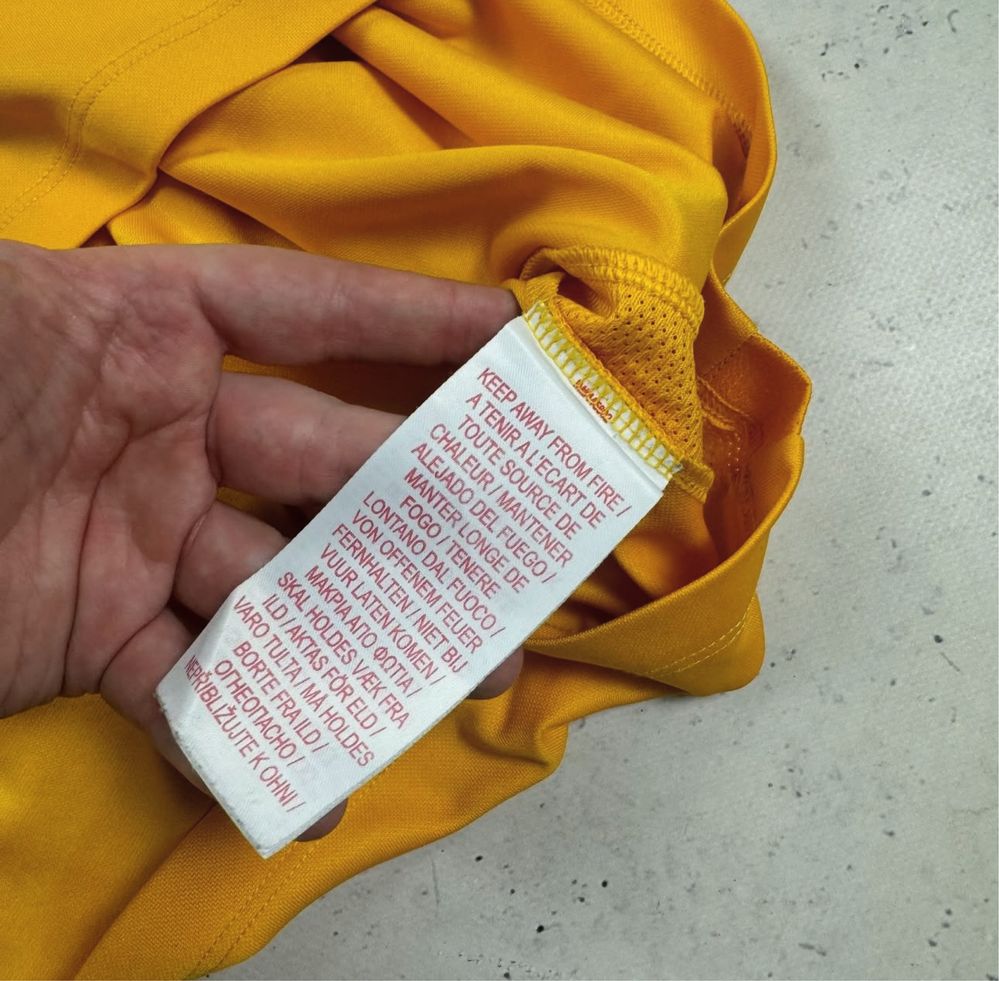 KEEP AWAY FROM FIRE /
A TENIR A L'ECART DE
TOUTE SOURCE DE
CHALEUR / MANTENER
ALEJADO DEL FUEGO /
MANTER LONGE DE
FOGO / TENERE
LONTANO DAL FUOCO /
VON OFFENEM FEUER
FERNHALTEN / NIET BIJ
VUUR LATEN KOMEN /
ΜΑΚΡΙΑ ΑΠΟ ΦΩΤΙΑ /
SKAL HOLDES VÆK FRA
ILD / AKTAS FÖR ELD /
VARO TULTA / MÅ HOLDES
BORTE FRA ILD /
ОГНЕОПАСНО /
NEPŘIBLIŽUJTE K OHNI /